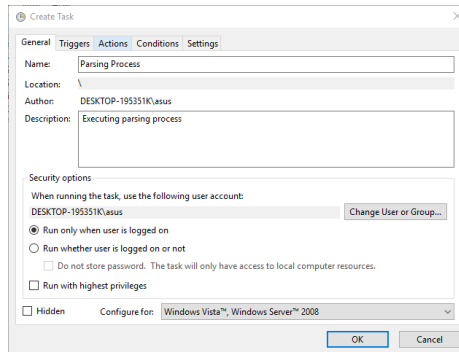 Create Task
General Triggers Actions Conditions Settings
Name: Parsing Process
Location: \
Author: DESKTOP-195351K\asus
Description: Executing parsing process
Security options
When running the task, use the following user account:
DESKTOP-195351K\asus Change User or Group...
Run only when user is logged on
Run whether user is logged on or not
Do not store password. The task will only have access to local computer resources.
Run with highest privileges
Hidden Configure for: Windows Vista™, Windows Server™ 2008
OK Cancel